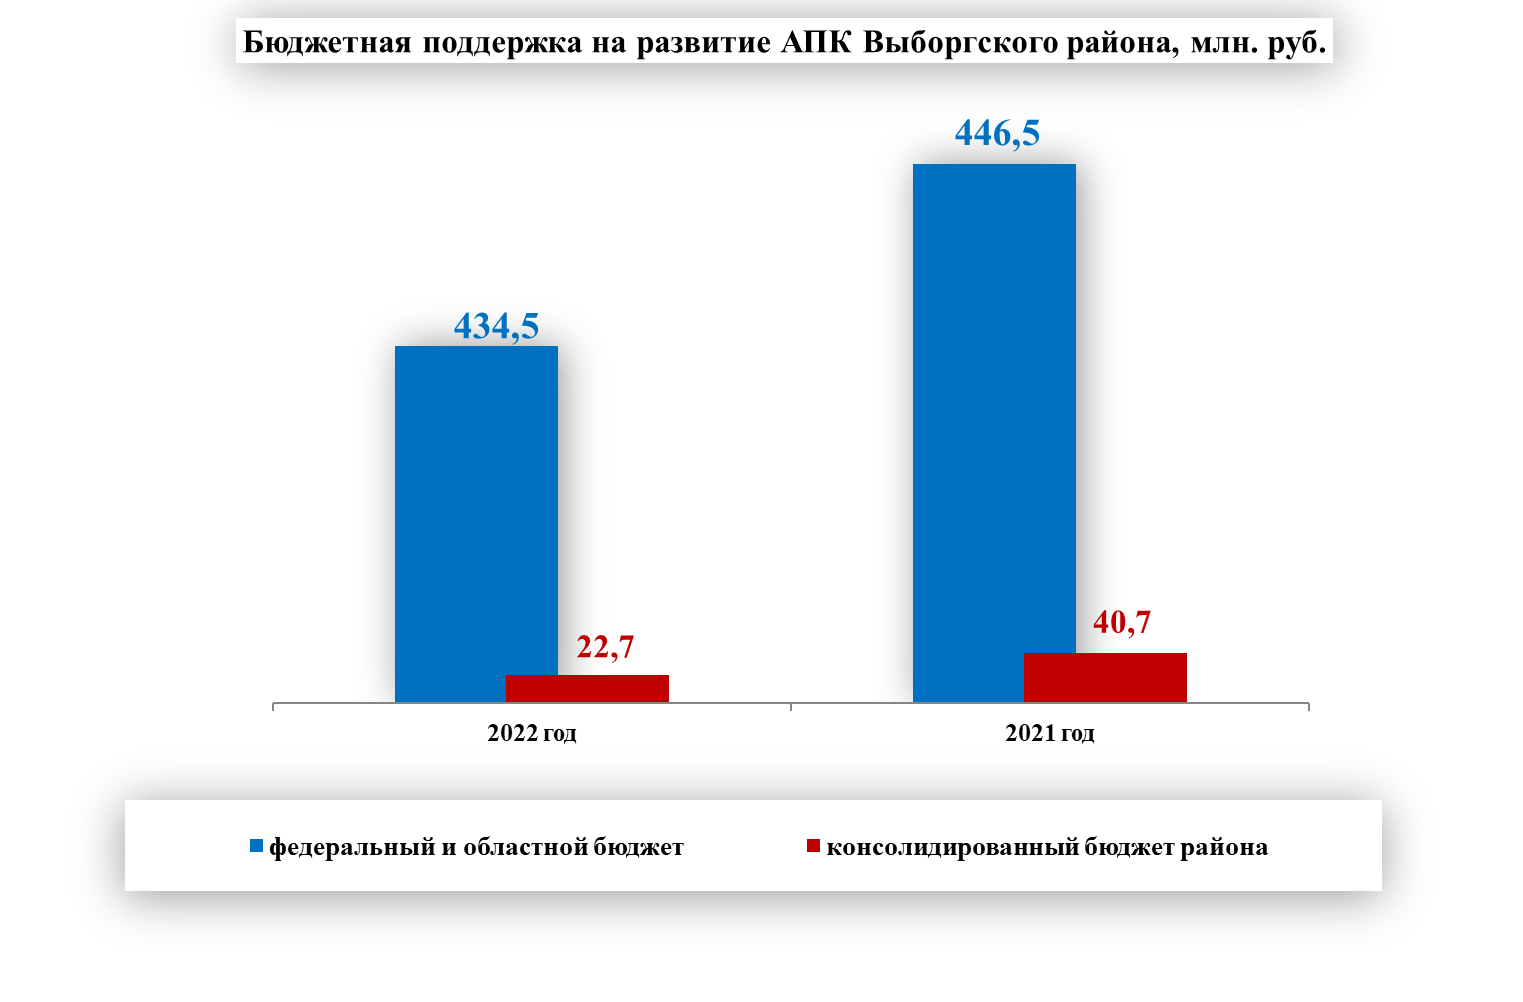 Бюджетная поддержка на развитие АПК Выборгского района, млн. руб.
446,5
434,5
40,7
22,7
2022 год
2021 год
федеральный и областной бюджет
консолидированный бюджет района